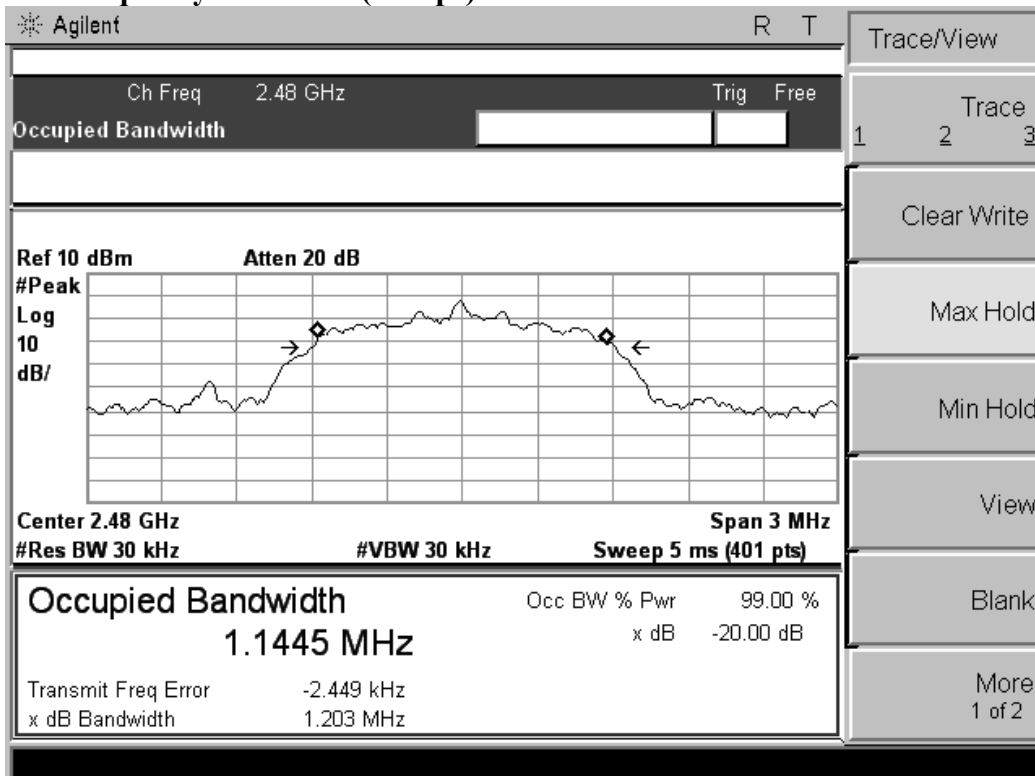 Agilent R T
Trace/View
Ch Freq 2.48 GHz Trig Free
Occupied Bandwidth
Trace
1 2 3
Clear Write
Ref 10 dBm Atten 20 dB
#Peak
Log
10
dB/
Max Hold
Min Hold
View
Center 2.48 GHz Span 3 MHz
#Res BW 30 kHz #VBW 30 kHz Sweep 5 ms (401 pts)
Occupied Bandwidth Occ BW % Pwr 99.00 %
1.1445 MHz x dB -20.00 dB
Blank
Transmit Freq Error -2.449 kHz
x dB Bandwidth 1.203 MHz
More
1 of 2